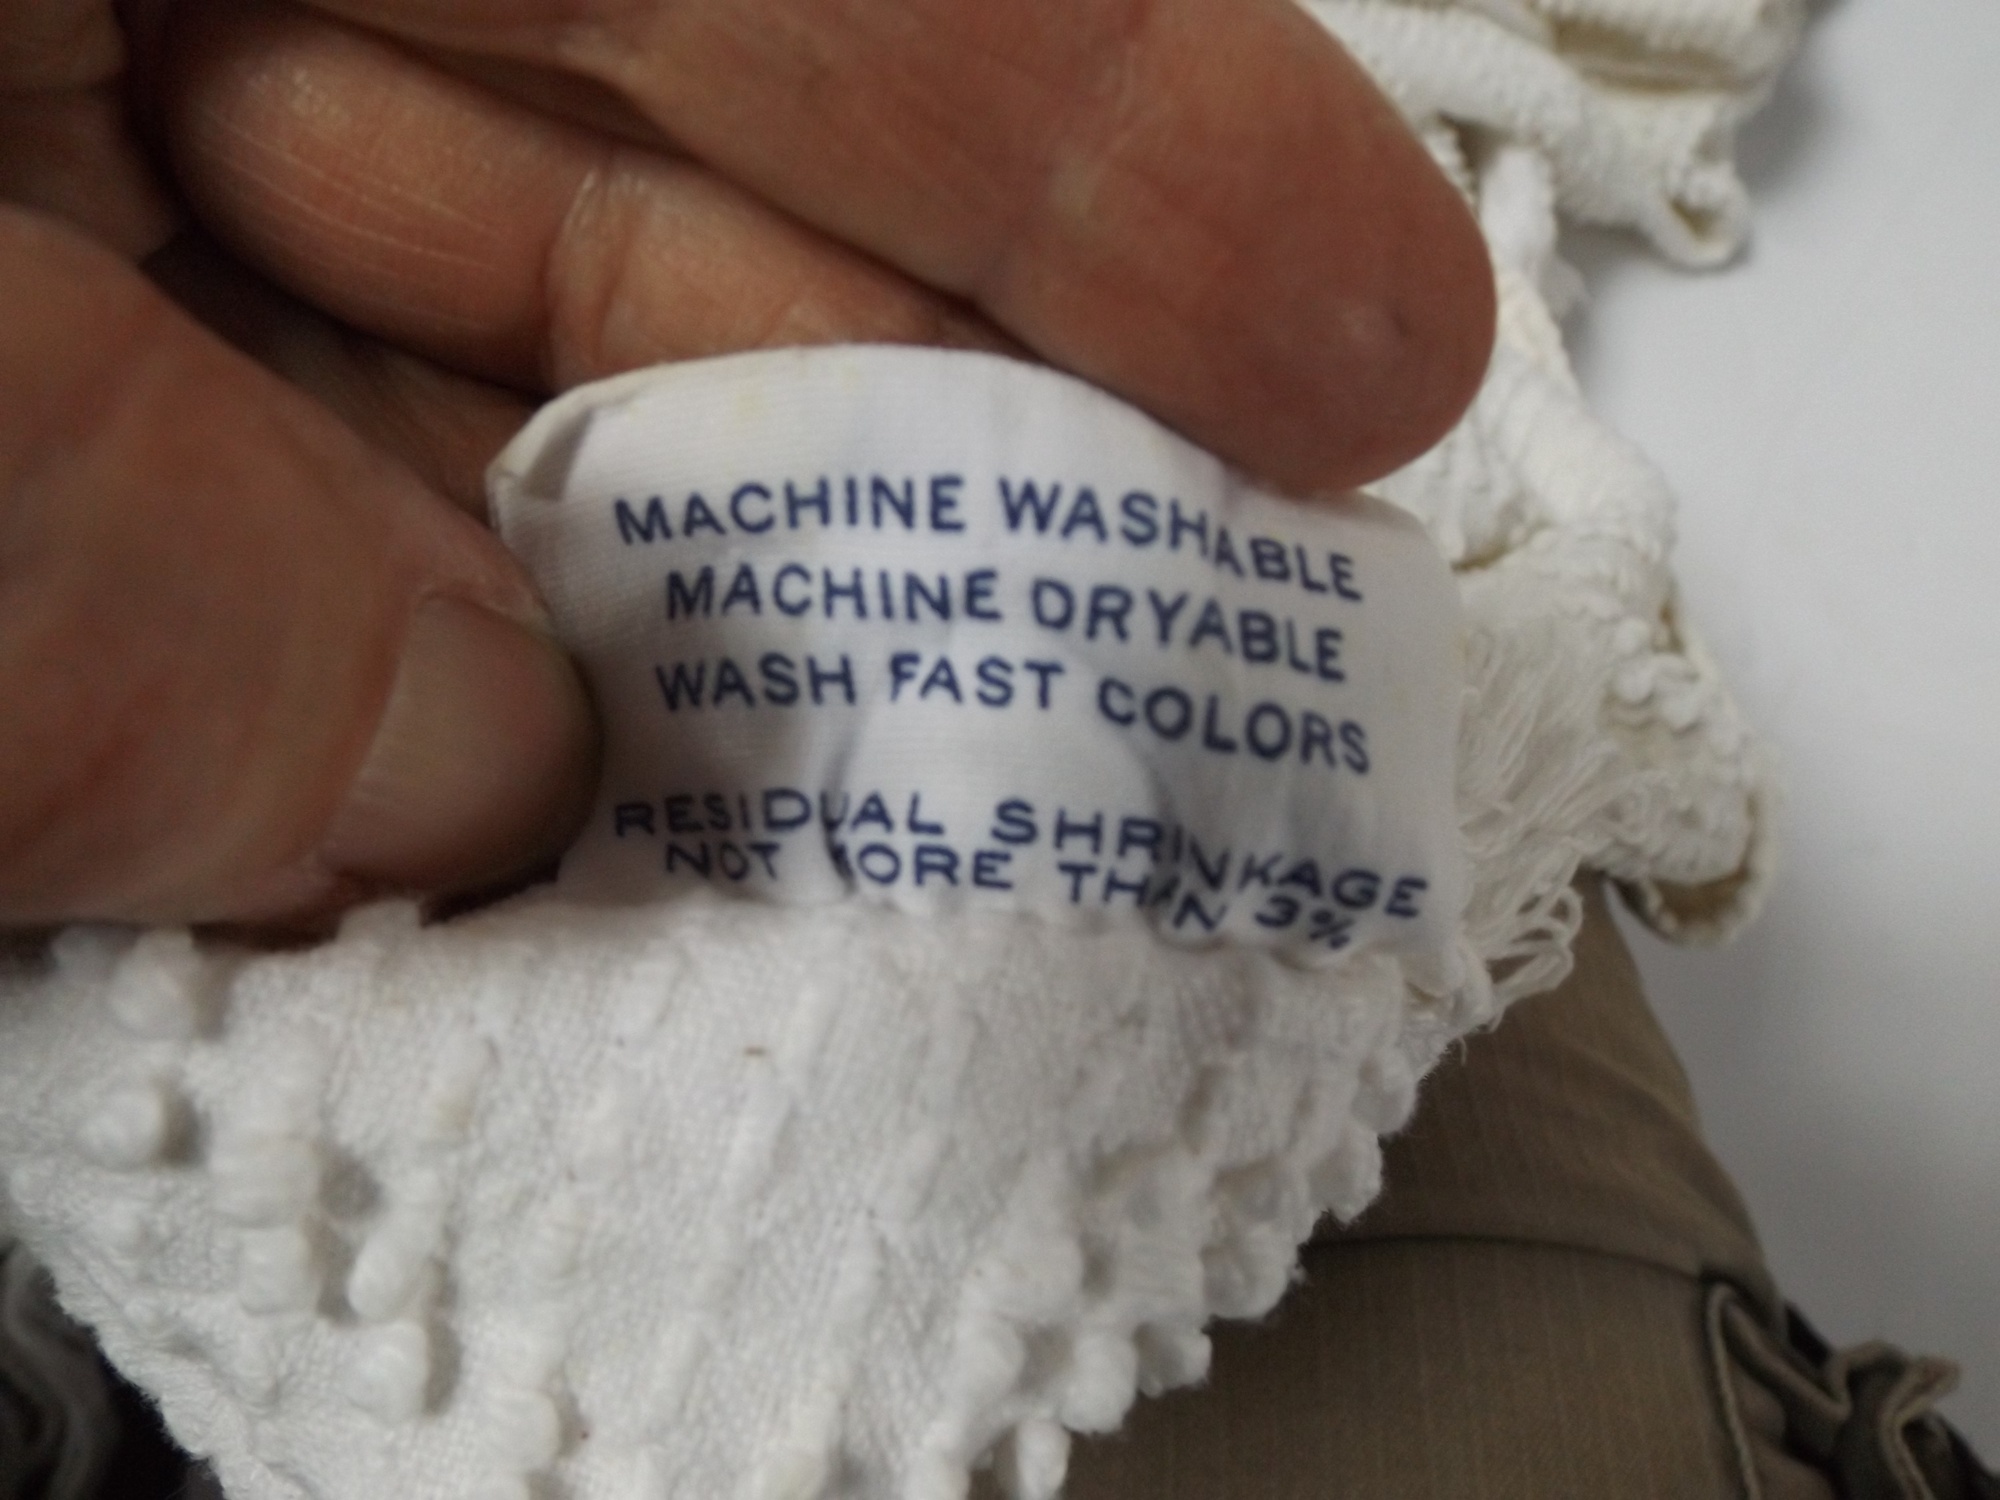 MACHINE WASHABLE
MACHINE DRYABLE
WASH FAST COLORS
RESIDUAL SHRINKAGE
NOT MORE THAN 3%